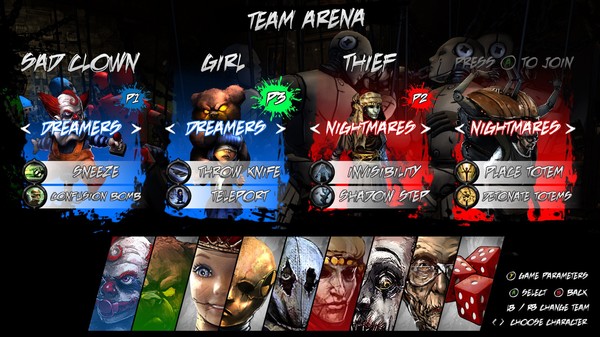 TEAM ARENA
SAD CLOWN
GIRL
THIEF
PRESS A TO JOIN
P1
P3
P2
< DREAMERS >
< DREAMERS >
< NIGHTMARES >
< NIGHTMARES >
SNEEZE
THROW KNIFE
INVISIBILITY
PLACE TOTEM
CONFUSION BOMB
TELEPORT
SHADOW STEP
DETONATE TOTEMS
Y GAME PARAMETERS
A SELECT B BACK
LB / RB CHANGE TEAM
< > CHOOSE CHARACTER